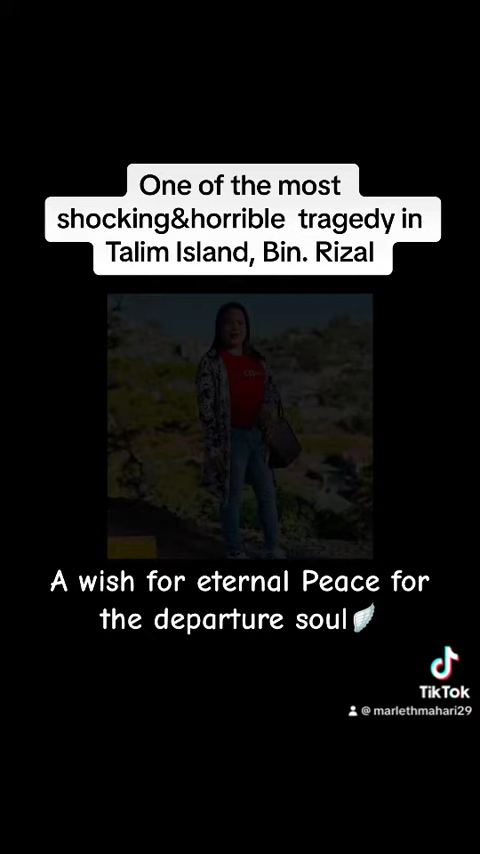 One of the most
shocking&horrible tragedy in
Talim Island, Bin. Rizal
A wish for eternal Peace for
the departure soul🪽
TikTok
@marlethmahari29